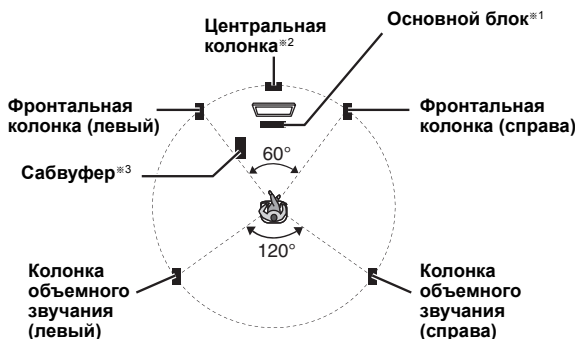 Центральная
колонка※2
Основной блок※1
Фронтальная
колонка (левый)
Фронтальная
колонка (справа)
Сабвуфер※3
60°
120°
Колонка
объемного
звучания
(левый)
Колонка
объемного
звучания
(справа)